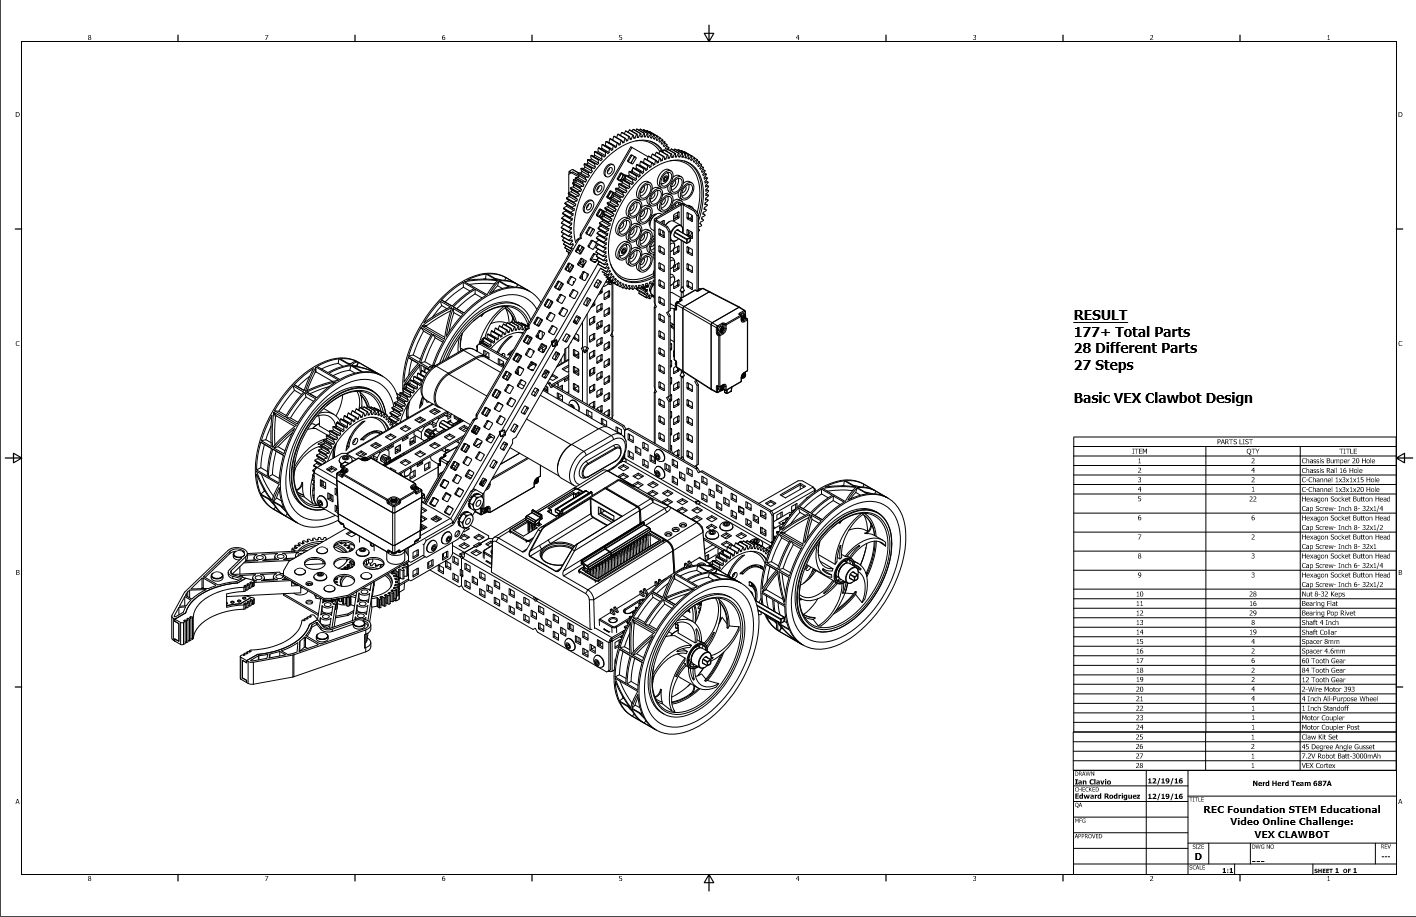 8 7 6 5 4 3 2 1
D D
C C
B B
A A
RESULT
177+ Total Parts
28 Different Parts
27 Steps
Basic VEX Clawbot Design
PARTS LIST
ITEM QTY TITLE
1 2 Chassis Bumper 20 Hole
2 4 Chassis Rail 16 Hole
3 2 C-Channel 1x3x1x15 Hole
4 1 C-Channel 1x3x1x20 Hole
5 22 Hexagon Socket Button Head
Cap Screw- Inch 8- 32x1/4
6 6 Hexagon Socket Button Head
Cap Screw- Inch 8- 32x1/2
7 2 Hexagon Socket Button Head
Cap Screw- Inch 8- 32x1
8 3 Hexagon Socket Button Head
Cap Screw- Inch 6- 32x1/4
9 3 Hexagon Socket Button Head
Cap Screw- Inch 6- 32x1/2
10 28 Nut 8-32 Keps
11 16 Bearing Flat
12 29 Bearing Pop Rivet
13 8 Shaft 4 Inch
14 19 Shaft Collar
15 4 Spacer 8mm
16 2 Spacer 4.6mm
17 6 60 Tooth Gear
18 2 84 Tooth Gear
19 2 12 Tooth Gear
20 4 2-Wire Motor 393
21 4 4 Inch All-Purpose Wheel
22 1 1 Inch Standoff
23 1 Motor Coupler
24 1 Motor Coupler Post
25 1 Claw Kit Set
26 2 45 Degree Angle Gusset
27 1 7.2V Robot Batt-3000mAh
28 1 VEX Cortex
DRAWN
Ian Clavio 12/19/16
CHECKED
Edward Rodriguez 12/19/16
QA
MFG
APPROVED
Nerd Herd Team 687A
TITLE
REC Foundation STEM Educational
Video Online Challenge:
VEX CLAWBOT
SIZE DWG NO REV
D ___ ---
SCALE 1:1 SHEET 1 OF 1
8 7 6 5 4 3 2 1